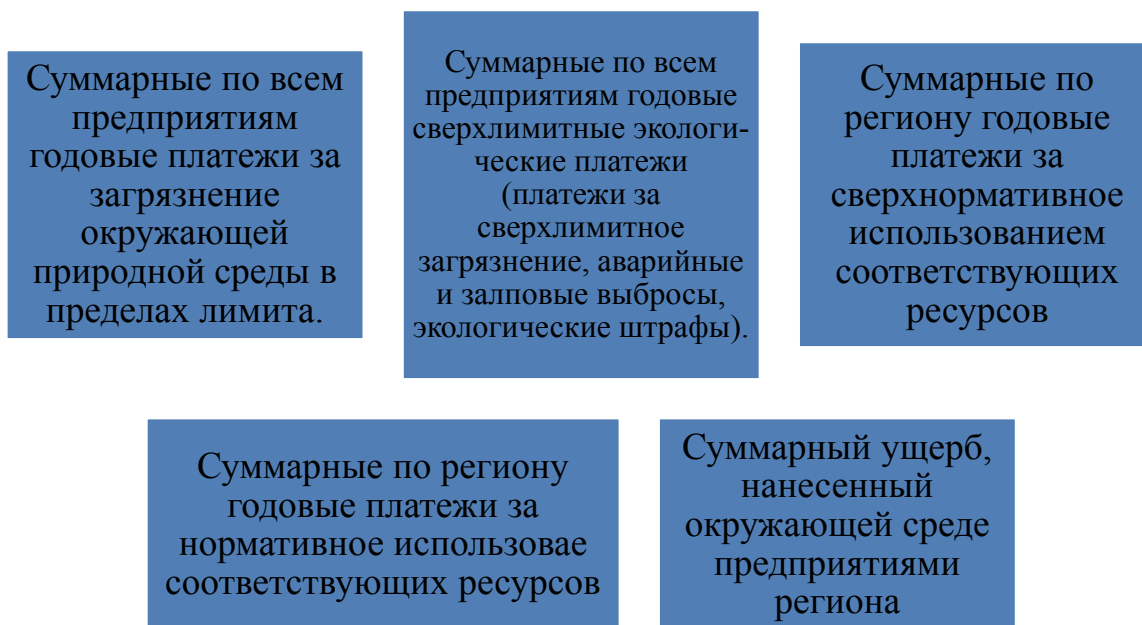 Суммарные по всем
предприятиям
годовые платежи за
загрязнение
окружающей
природной среды в
пределах лимита.
Суммарные по всем
предприятиям годовые
сверхлимитные экологи-
ческие платежи
(платежи за
сверхлимитное
загрязнение, аварийные
и залповые выбросы,
экологические штрафы).
Суммарные по
региону годовые
платежи за
сверхнормативное
использованием
соответствующих
ресурсов
Суммарные по региону
годовые платежи за
нормативное использовае
соответствующих ресурсов
Суммарный ущерб,
нанесенный
окружающей среде
предприятиями
региона